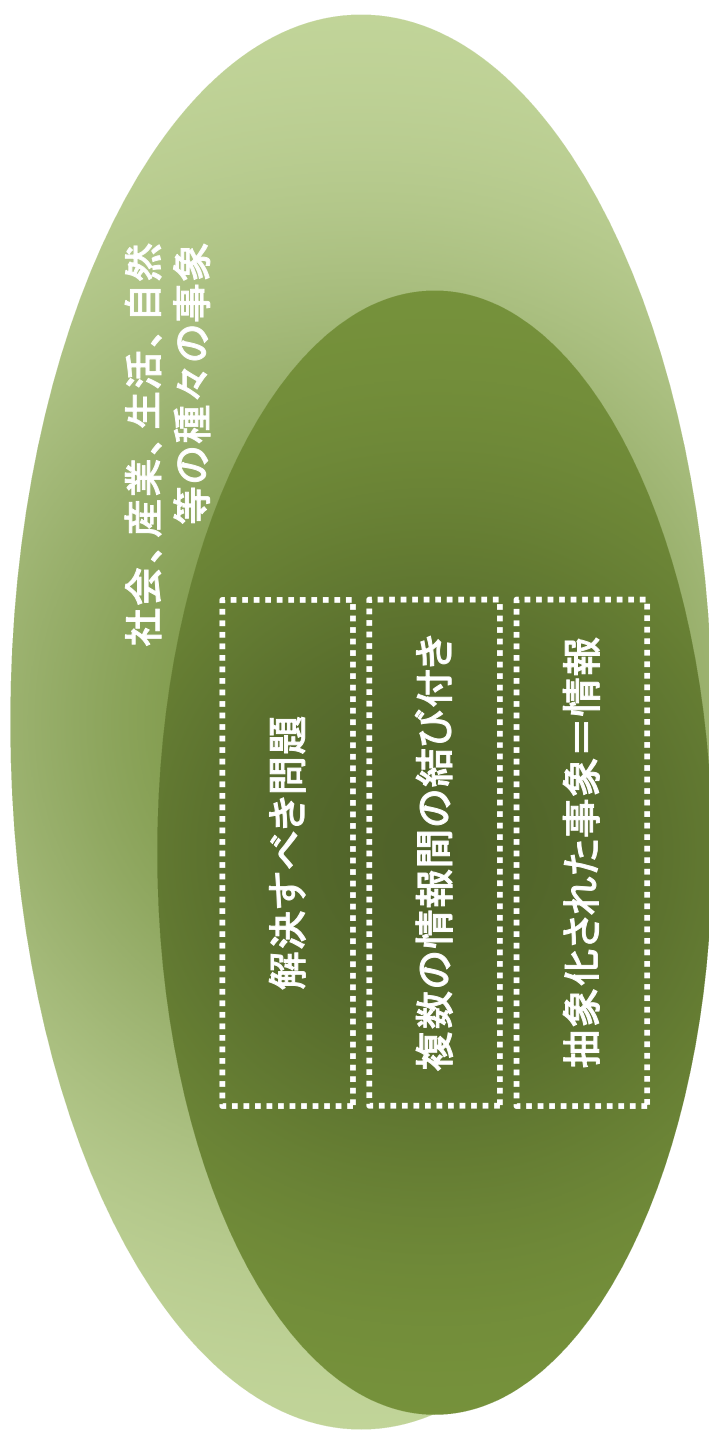 社会、産業、生活、自然
等の種々の事象
解決すべき問題
複数の情報間の結び付き
抽象化された事象＝情報